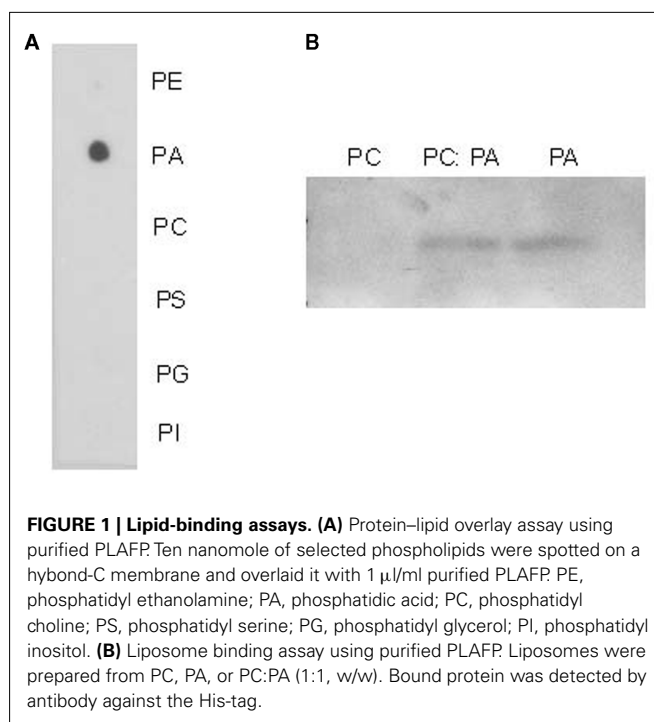 A
B
PE
PA
PC
PS
PG
PI
PC PC: PA PA
FIGURE 1 | Lipid-binding assays. (A) Protein–lipid overlay assay using
purified PLAFP. Ten nanomole of selected phospholipids were spotted on a
hybond-C membrane and overlaid it with 1 μl/ml purified PLAFP. PE,
phosphatidyl ethanolamine; PA, phosphatidic acid; PC, phosphatidyl
choline; PS, phosphatidyl serine; PG, phosphatidyl glycerol; PI, phosphatidyl
inositol. (B) Liposome binding assay using purified PLAFP. Liposomes were
prepared from PC, PA, or PC:PA (1:1, w/w). Bound protein was detected by
antibody against the His-tag.